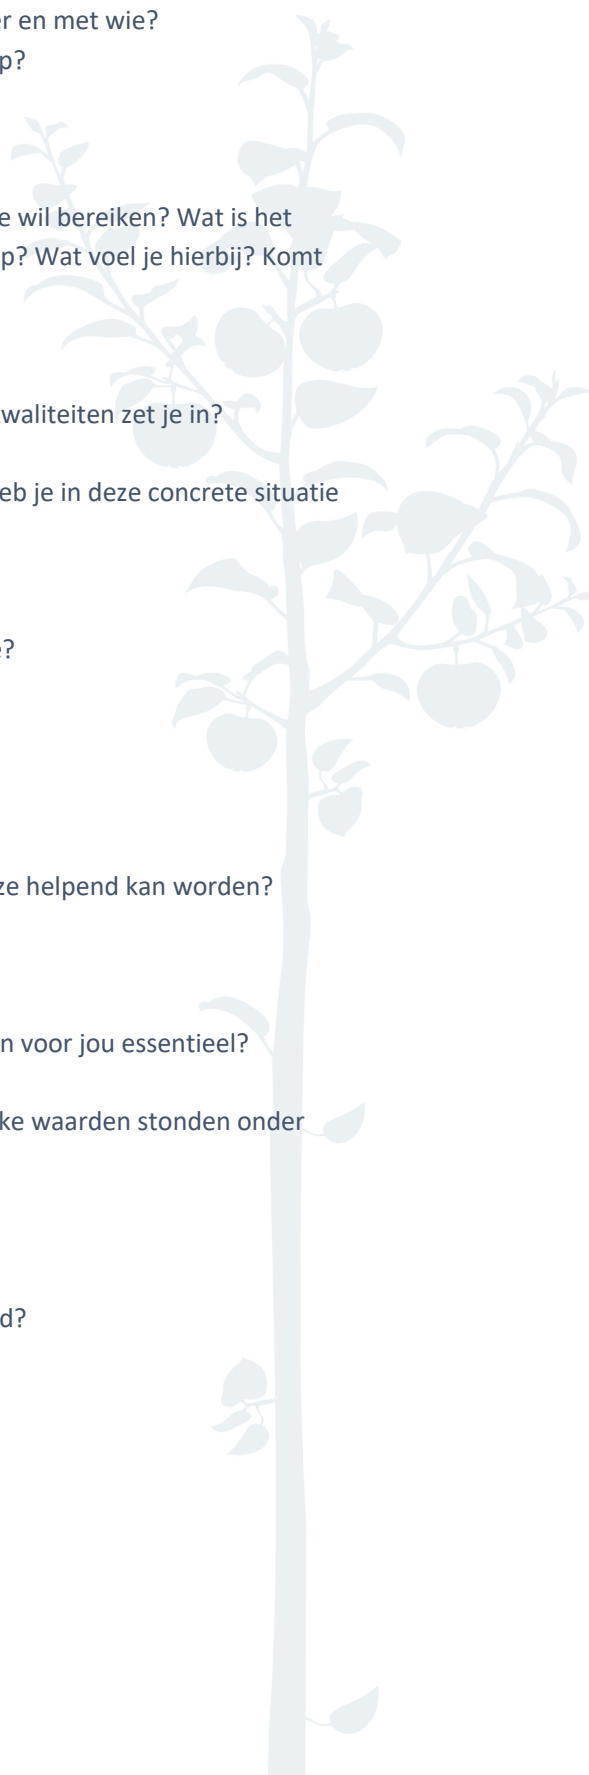 er en met wie?
p?
e wil bereiken? Wat is het
p? Wat voel je hierbij? Komt
waliteiten zet je in?
eb je in deze concrete situatie
e?
ze helpend kan worden?
n voor jou essentieel?
ke waarden stonden onder
d?